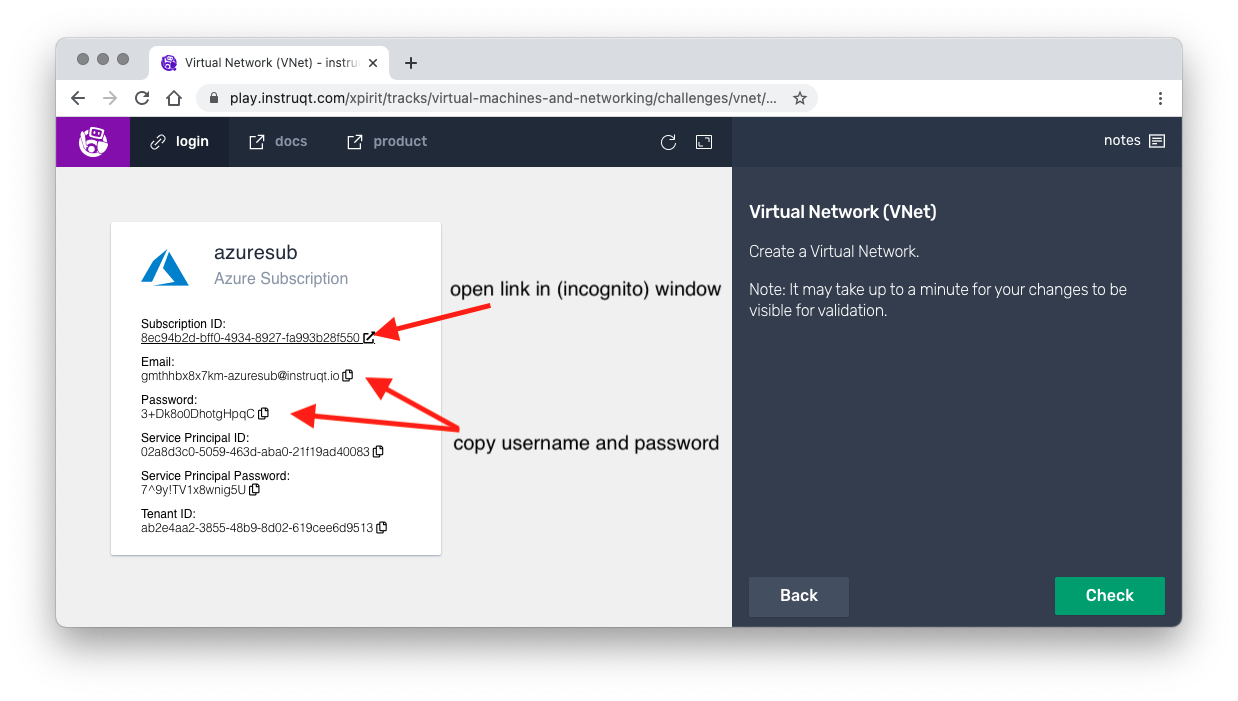 Virtual Network (VNet) - instru
play.instruqt.com/xpirit/tracks/virtual-machines-and-networking/challenges/vnet/...
login
docs
product
notes
azuresub
Azure Subscription
Subscription ID:
8ec94b2d-bff0-4934-8927-fa993b28f550
Email:
gmthhbx8x7km-azuresub@instruqt.io
Password:
3+Dk8o0DhotgHpqC
Service Principal ID:
02a8d3c0-5059-463d-aba0-21f19ad40083
Service Principal Password:
7^9y!TV1x8wnig5U
Tenant ID:
ab2e4aa2-3855-48b9-8d02-619cee6d9513
open link in (incognito) window
copy username and password
Virtual Network (VNet)
Create a Virtual Network.
Note: It may take up to a minute for your changes to be
visible for validation.
Back
Check